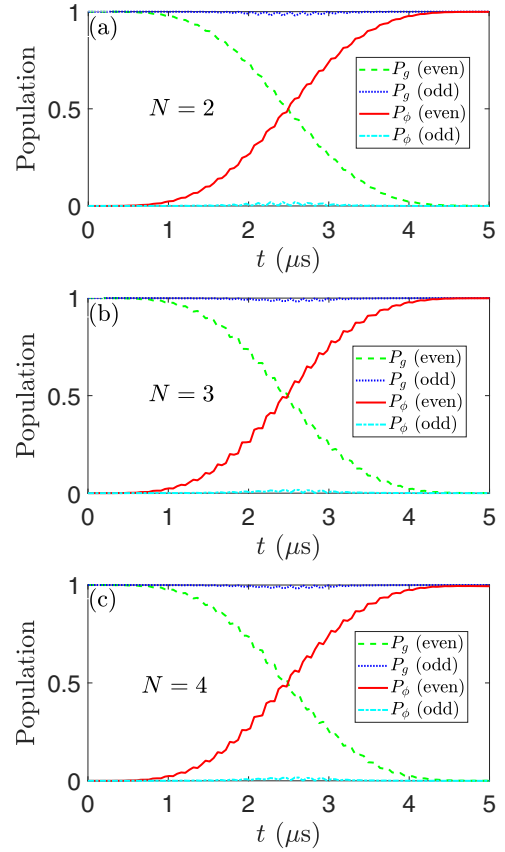 (a)
1
0.5
0
Population
N = 2
P_g (even)
P_g (odd)
P_ϕ (even)
P_ϕ (odd)
0 1 2 3 4 5
t (μs)
(b)
1
0.5
0
Population
N = 3
P_g (even)
P_g (odd)
P_ϕ (even)
P_ϕ (odd)
0 1 2 3 4 5
t (μs)
(c)
1
0.5
0
Population
N = 4
P_g (even)
P_g (odd)
P_ϕ (even)
P_ϕ (odd)
0 1 2 3 4 5
t (μs)